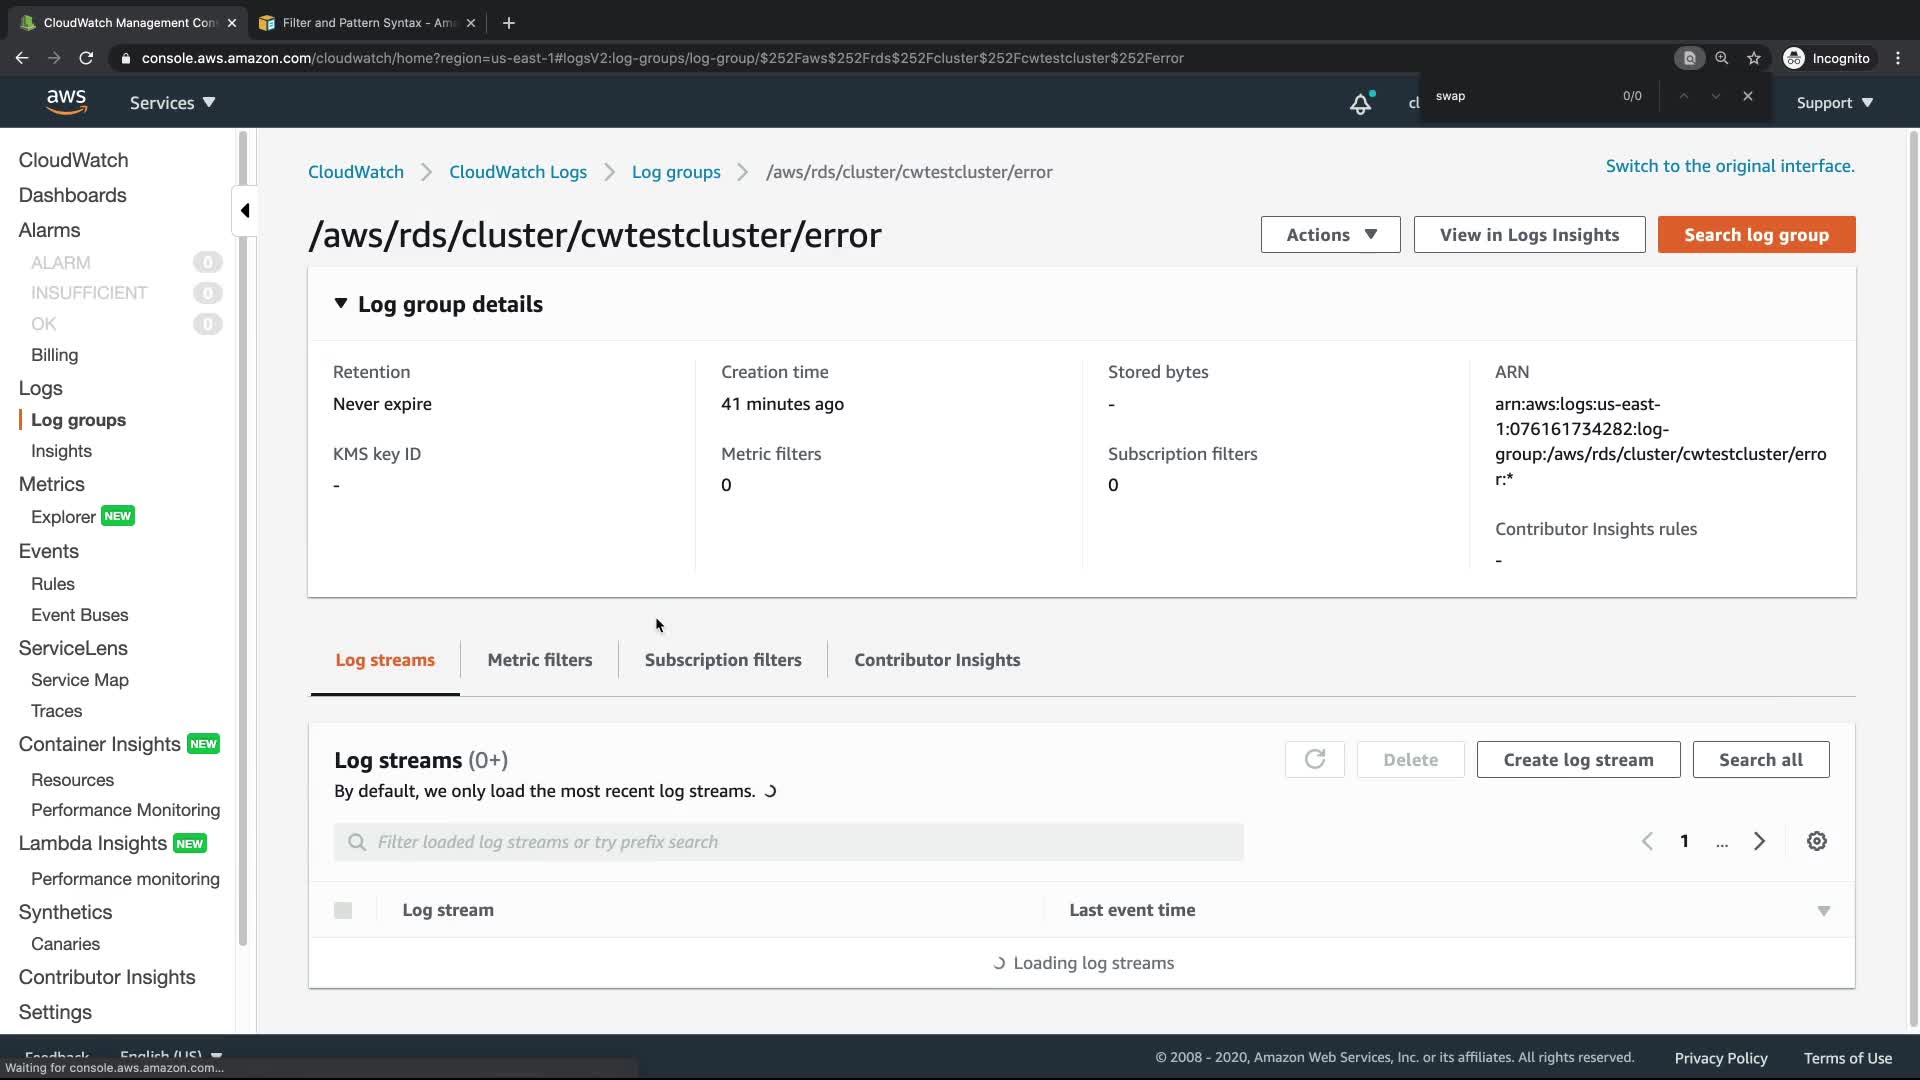 CloudWatch Management Con
Filter and Pattern Syntax - Ama
console.aws.amazon.com/cloudwatch/home?region=us-east-1#logsV2:log-groups/log-group/$252Faws$252Frds$252Fcluster$252Fcwtestcluster$252Ferror
Incognito
aws
Services
cl
swap
0/0
Support
CloudWatch
Dashboards
Alarms
ALARM 0
INSUFFICIENT 0
OK 0
Billing
Logs
Log groups
Insights
Metrics
Explorer NEW
Events
Rules
Event Buses
ServiceLens
Service Map
Traces
Container Insights NEW
Resources
Performance Monitoring
Lambda Insights NEW
Performance monitoring
Synthetics
Canaries
Contributor Insights
Settings
CloudWatch
CloudWatch Logs
Log groups
/aws/rds/cluster/cwtestcluster/error
Switch to the original interface.
/aws/rds/cluster/cwtestcluster/error
Actions
View in Logs Insights
Search log group
Log group details
Retention
Never expire
KMS key ID
-
Creation time
41 minutes ago
Metric filters
0
Stored bytes
-
Subscription filters
0
ARN
arn:aws:logs:us-east-
1:076161734282:log-
group:/aws/rds/cluster/cwtestcluster/erro
r:*
Contributor Insights rules
-
Log streams
Metric filters
Subscription filters
Contributor Insights
Log streams (0+)
By default, we only load the most recent log streams.
Delete
Create log stream
Search all
Filter loaded log streams or try prefix search
1 ...
Log stream
Last event time
Loading log streams
Feedback
English (US)
Waiting for console.aws.amazon.com...
© 2008 - 2020, Amazon Web Services, Inc. or its affiliates. All rights reserved.
Privacy Policy
Terms of Use